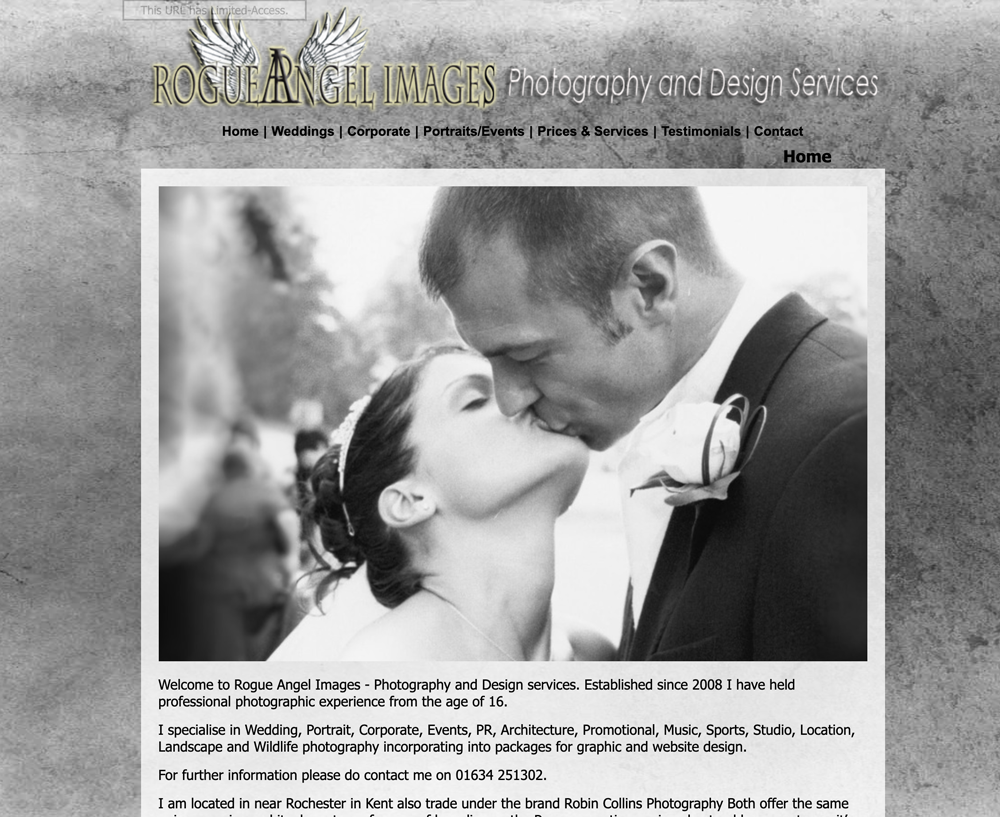 This URL has Limited-Access.
ROGUE ANGEL IMAGES Photography and Design Services
Home | Weddings | Corporate | Portraits/Events | Prices & Services | Testimonials | Contact
Home
Welcome to Rogue Angel Images - Photography and Design services. Established since 2008 I have held
professional photographic experience from the age of 16.
I specialise in Wedding, Portrait, Corporate, Events, PR, Architecture, Promotional, Music, Sports, Studio, Location,
Landscape and Wildlife photography incorporating into packages for graphic and website design.
For further information please do contact me on 01634 251302.
I am located in near Rochester in Kent also trade under the brand Robin Collins Photography Both offer the same